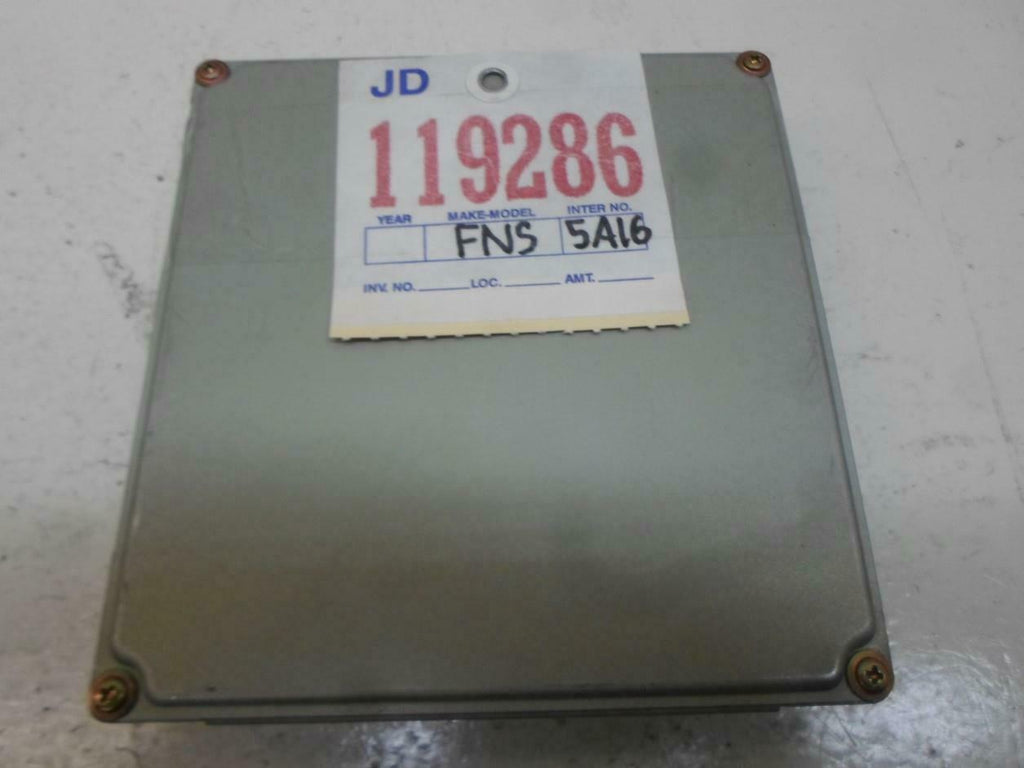 JD
119286
YEAR MAKE-MODEL INTER NO.
FNS 5A16
INV. NO. LOC. AMT.